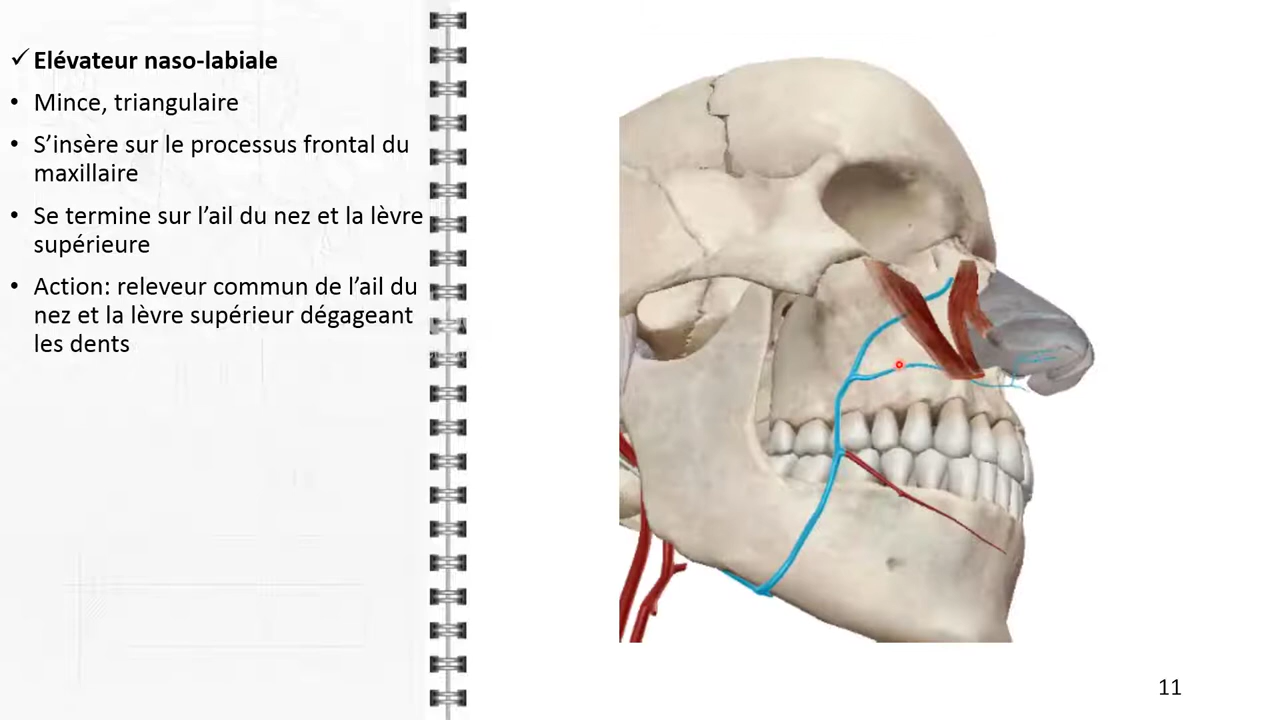 ✓ Elévateur naso-labiale
• Mince, triangulaire
• S’insère sur le processus frontal du
maxillaire
• Se termine sur l’ail du nez et la lèvre
supérieure
• Action: releveur commun de l’ail du
nez et la lèvre supérieur dégageant
les dents
11